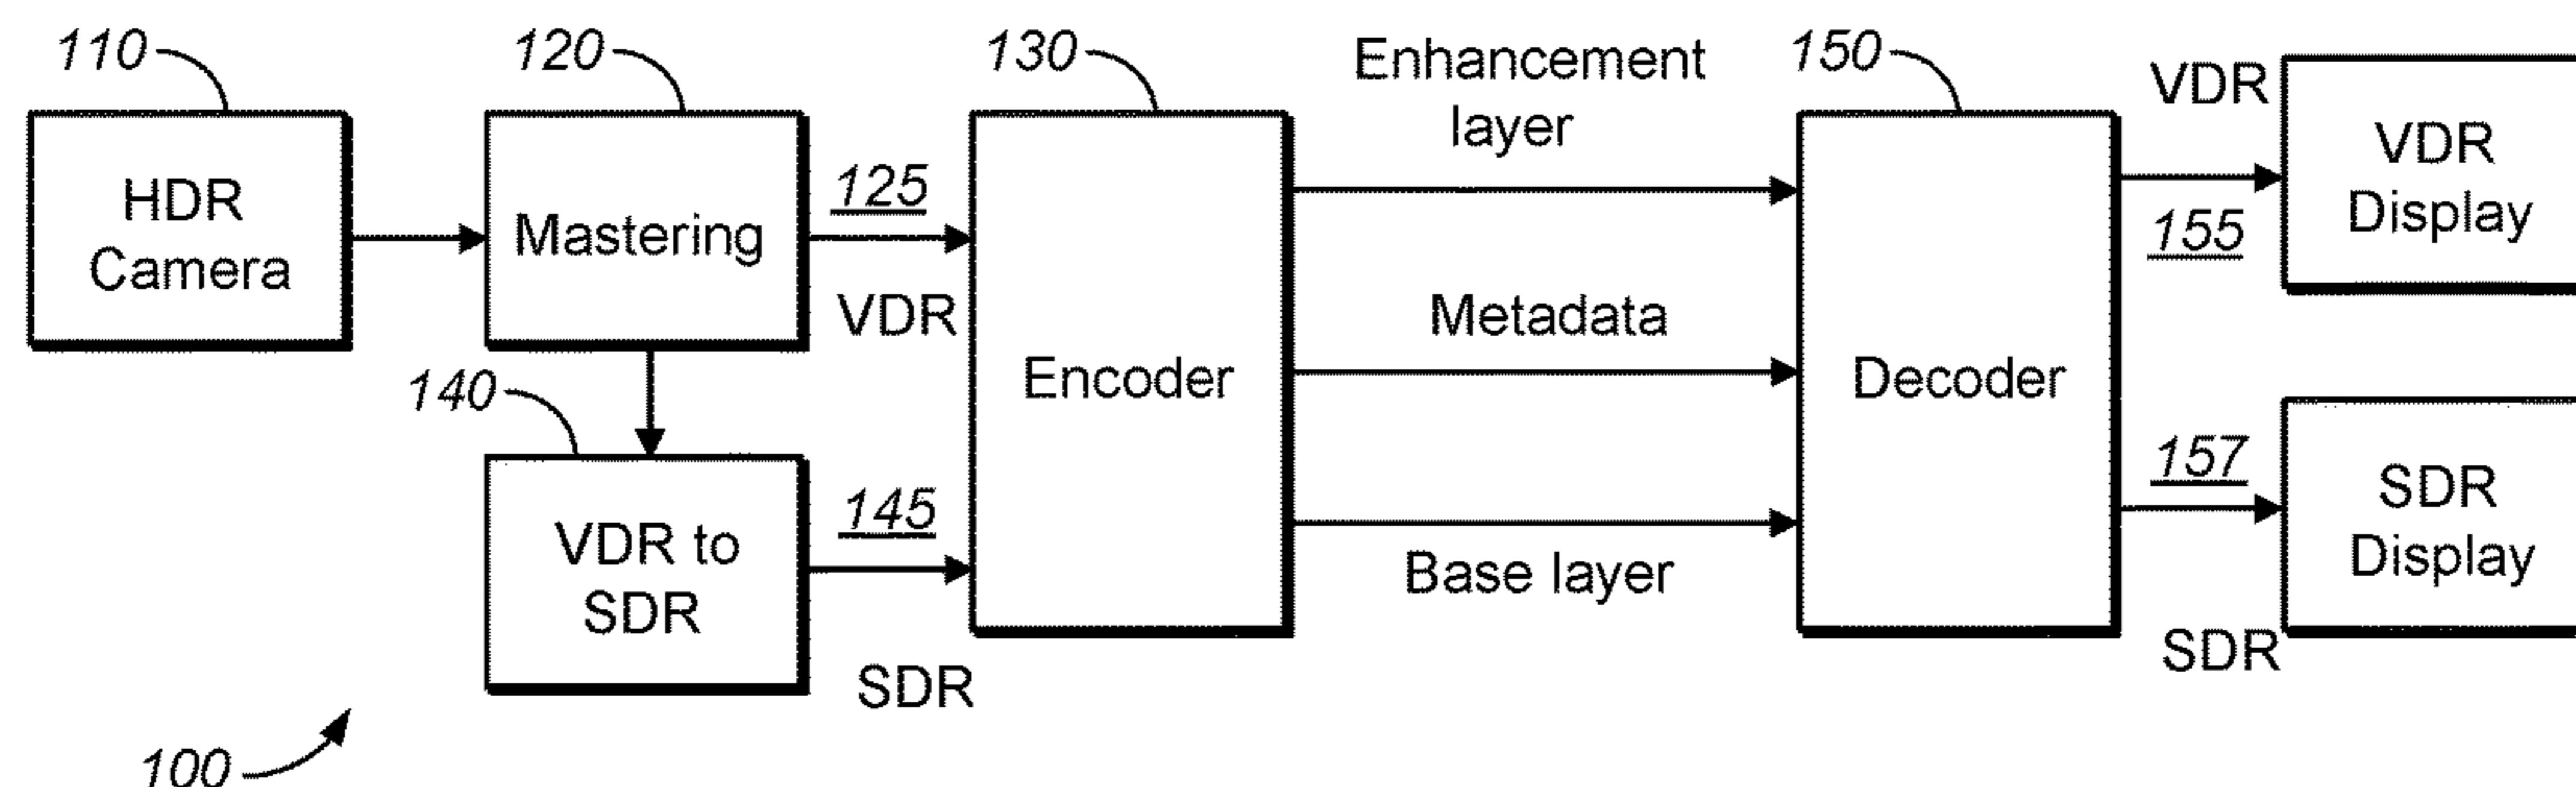 110
120
130
Enhancement
layer
150
VDR
VDR
Display
HDR
Camera
Mastering
125
VDR
155
Encoder
Metadata
Decoder
140
VDR to
SDR
145
SDR
Base layer
157
SDR
Display
SDR
100